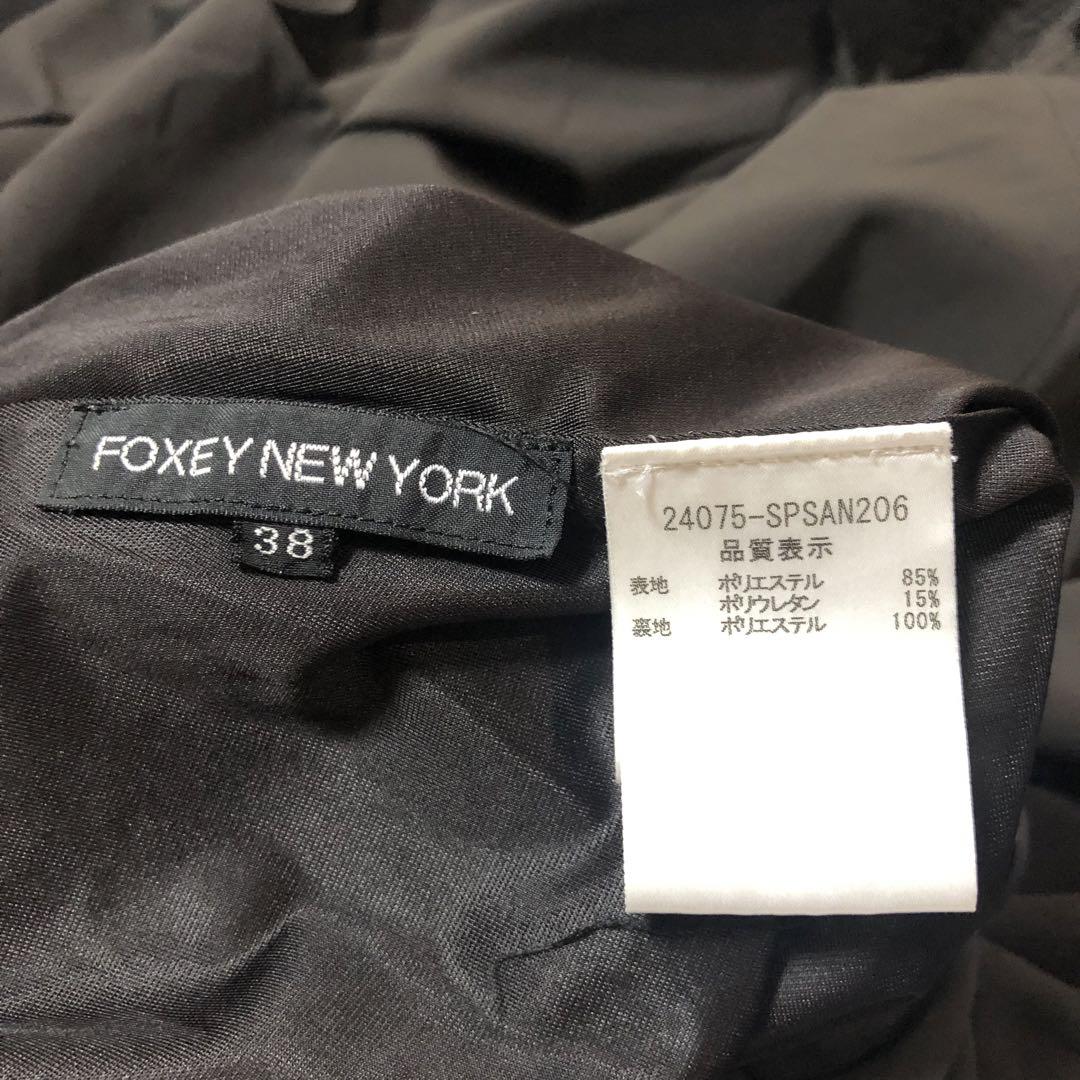 FOXEY NEW YORK
38
24075-SPSAN206
品質表示
表地 ポリエステル 85%
ポリウレタン 15%
裏地 ポリエステル 100%